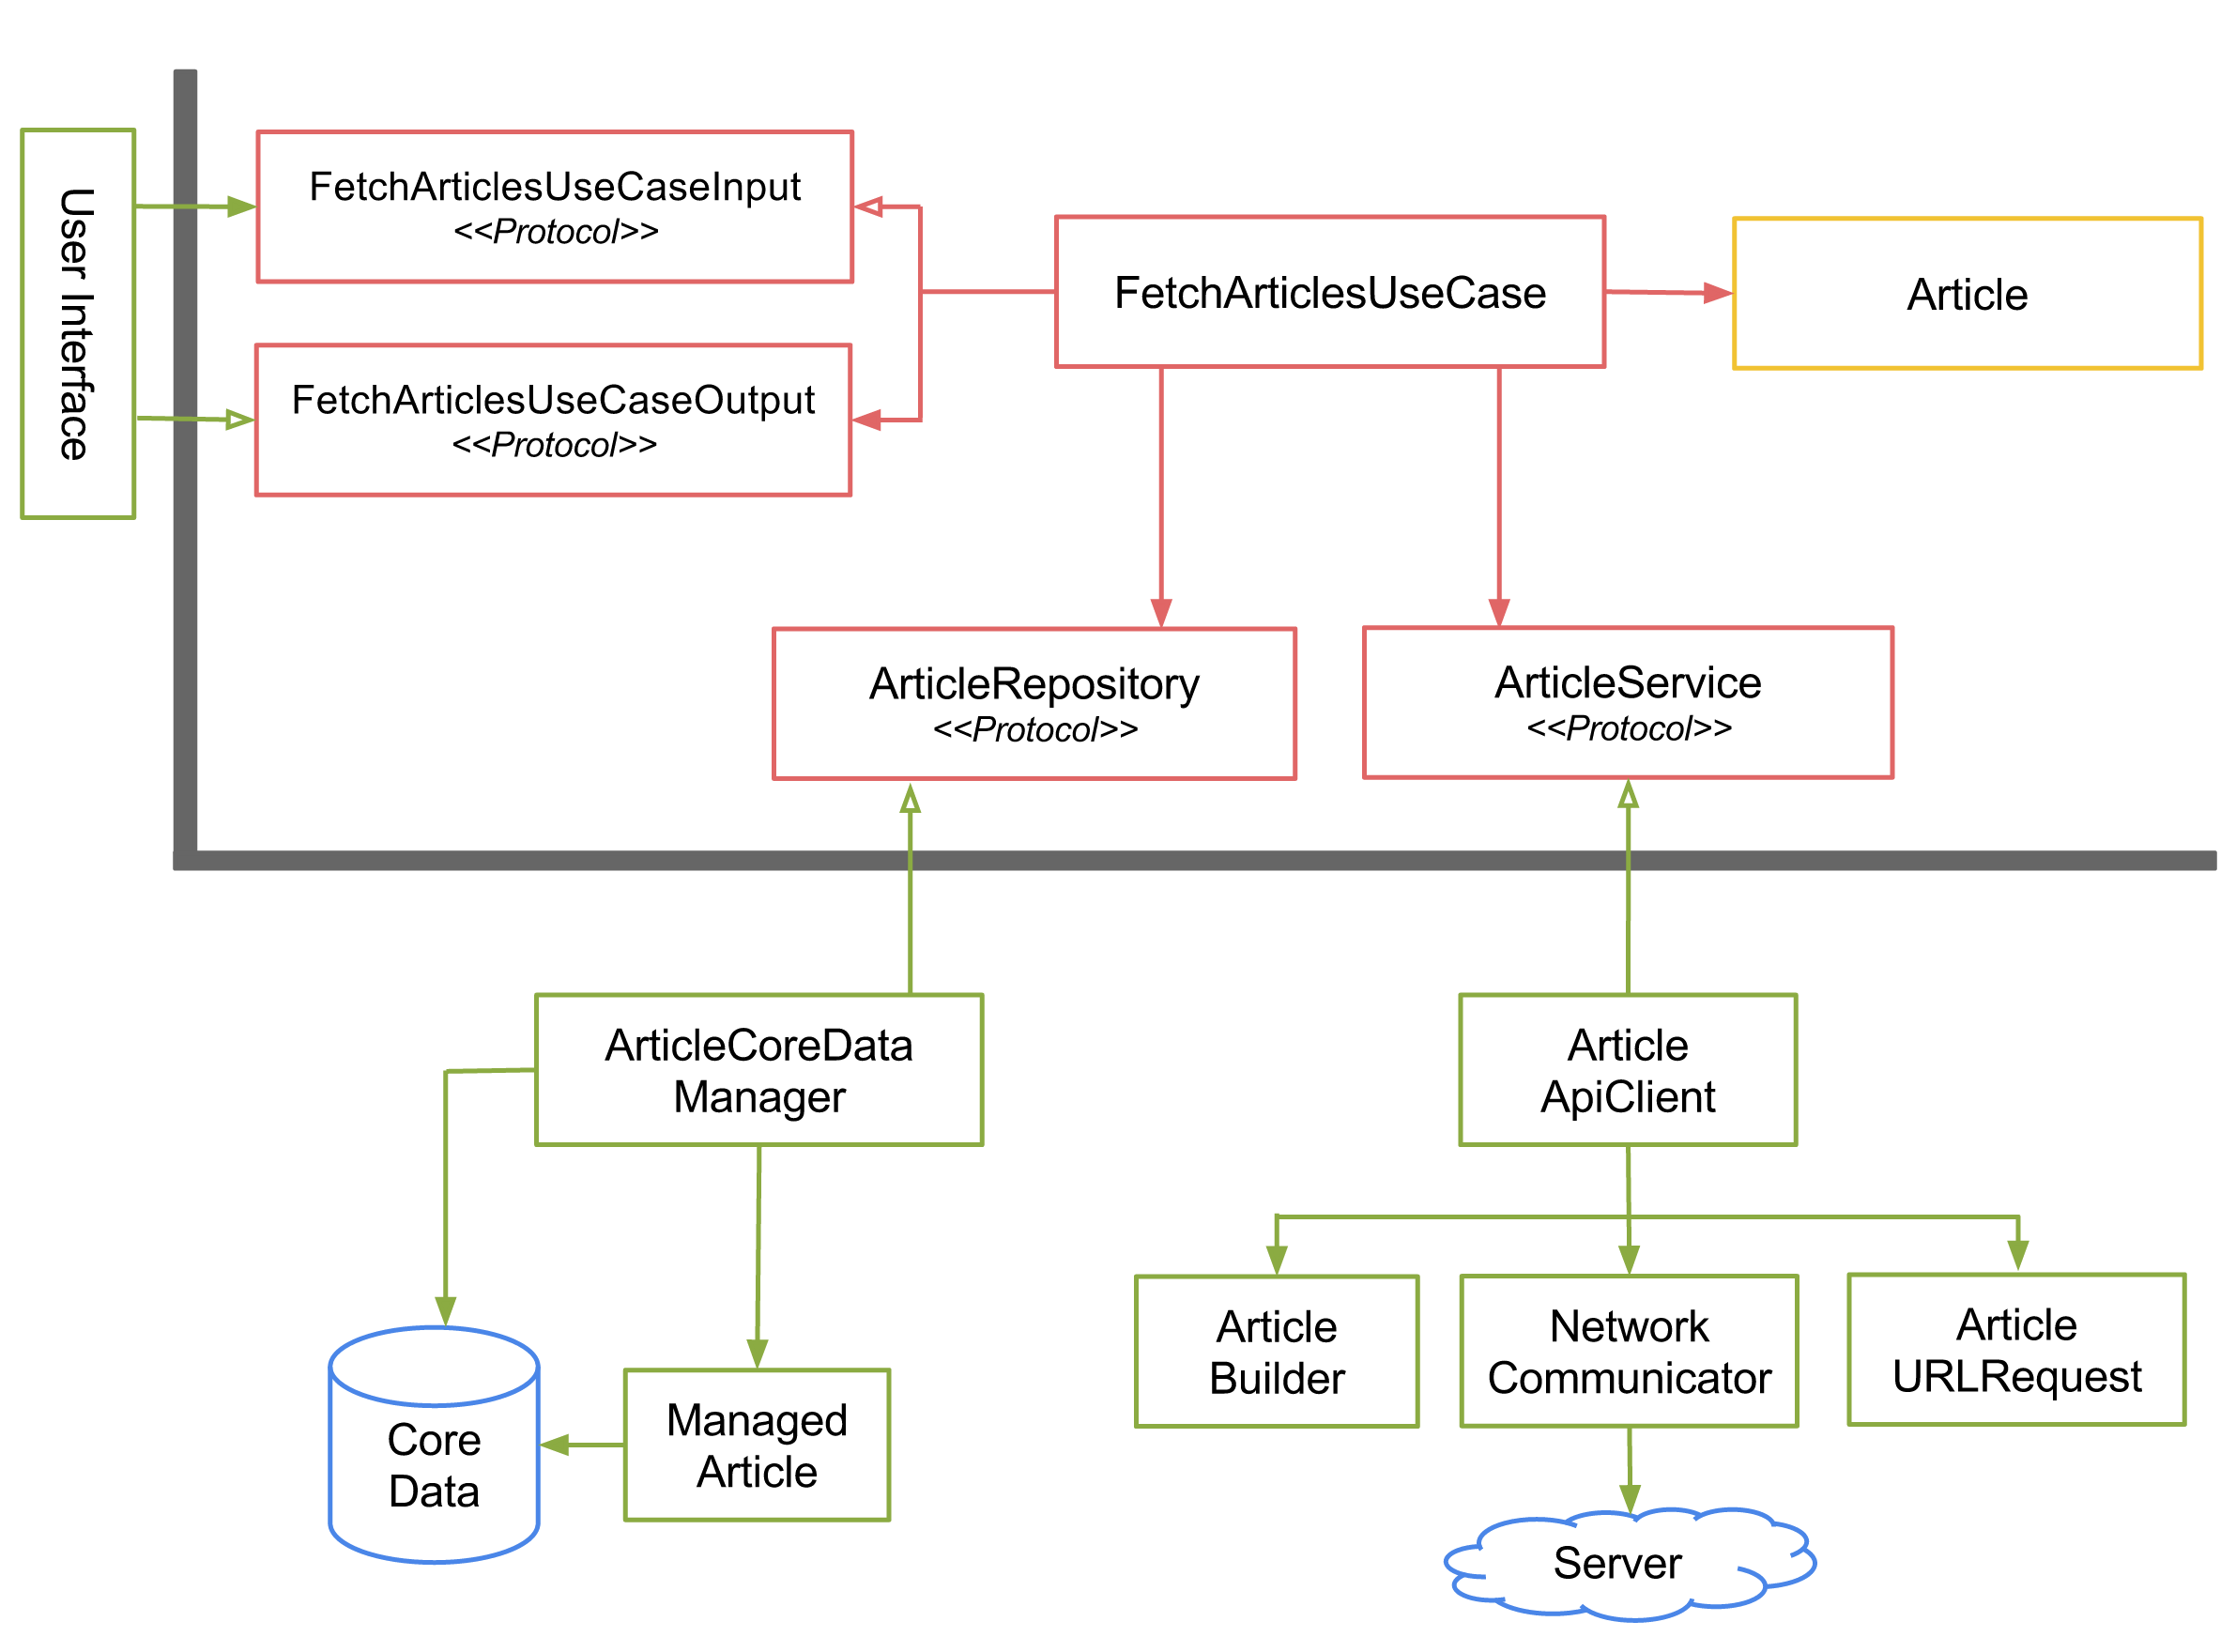 User Interface
FetchArticlesUseCaseInput
<<Protocol>>
FetchArticlesUseCase
Article
FetchArticlesUseCaseOutput
<<Protocol>>
ArticleRepository
<<Protocol>>
ArticleService
<<Protocol>>
ArticleCoreData
Manager
Article
ApiClient
Core
Data
Managed
Article
Article
Builder
Network
Communicator
Article
URLRequest
Server